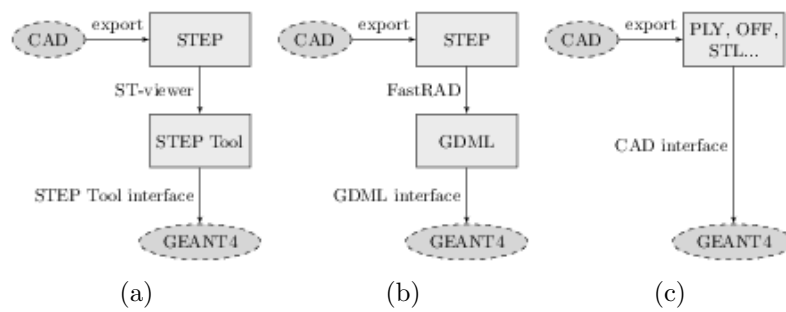 CAD
export
STEP
ST-viewer
STEP Tool
STEP Tool interface
GEANT4
(a)
CAD
export
STEP
FastRAD
GDML
GDML interface
GEANT4
(b)
CAD
export
PLY, OFF,
STL...
CAD interface
GEANT4
(c)